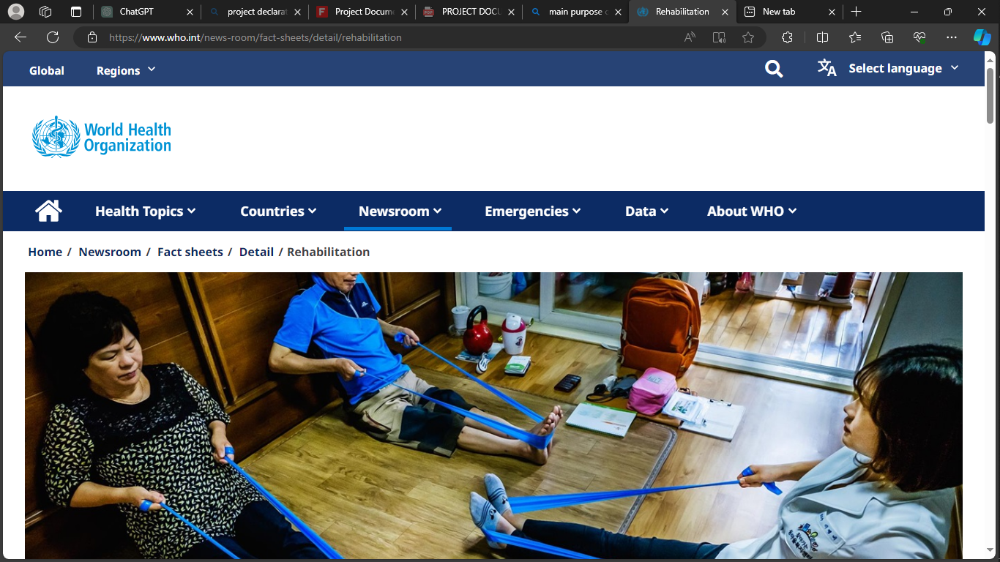 ChatGPT
project declarat
Project Docum
PROJECT DOCU
main purpose
Rehabilitation
New tab
https://www.who.int/news-room/fact-sheets/detail/rehabilitation
Global
Regions
Select language
World Health
Organization
Health Topics
Countries
Newsroom
Emergencies
Data
About WHO
Home / Newsroom / Fact sheets / Detail / Rehabilitation